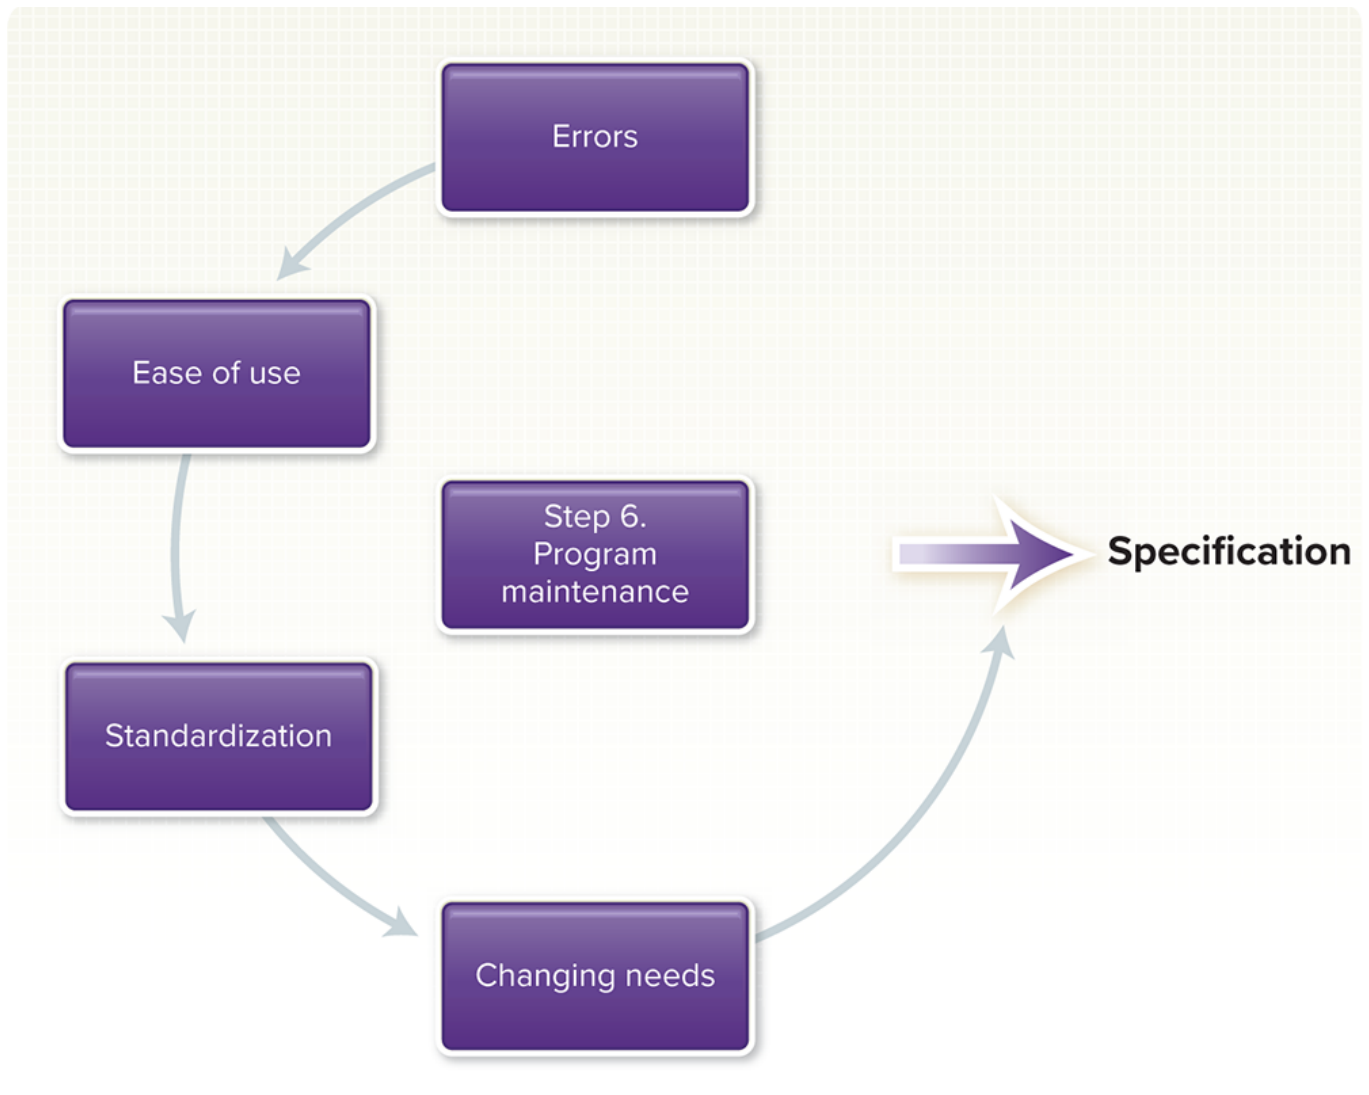 Errors
Ease of use
Step 6.
Program
maintenance
Specification
Standardization
Changing needs